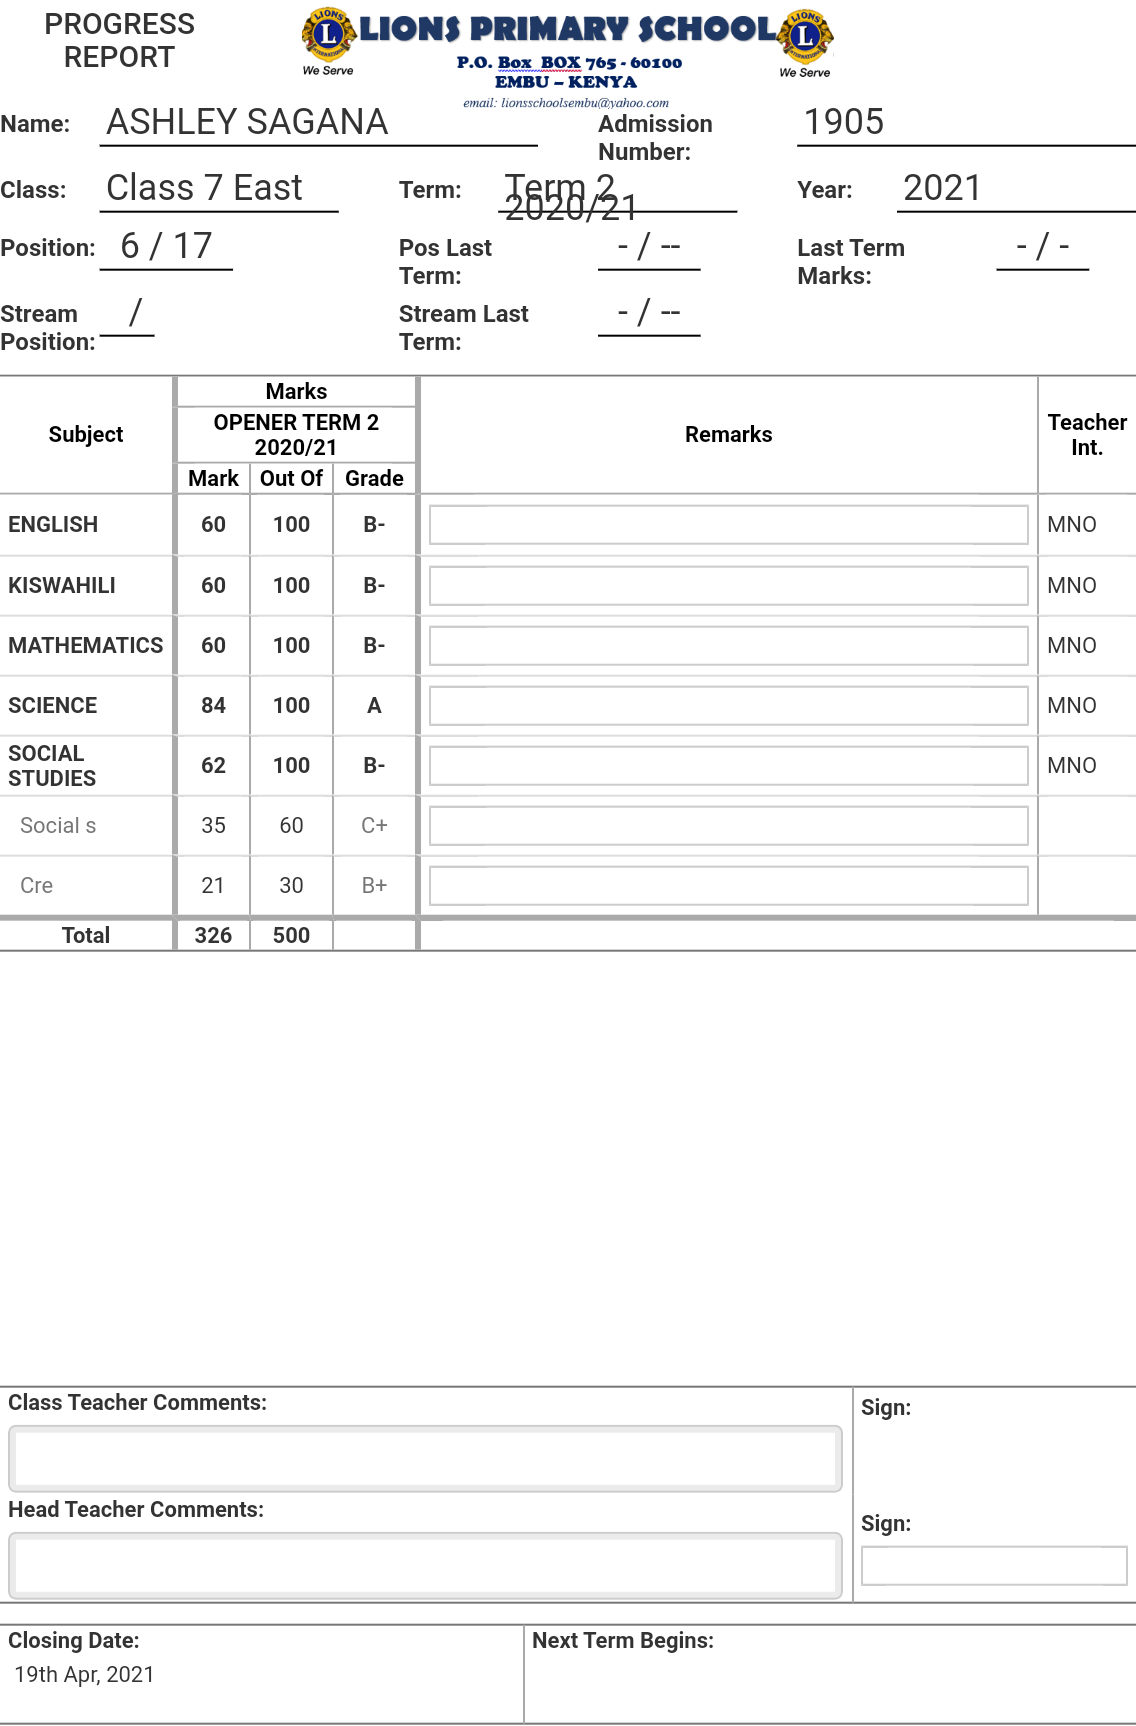 PROGRESS
REPORT
LIONS PRIMARY SCHOOL
L
INTERNATIONAL
We Serve
L
INTERNATIONAL
We Serve
P.O. Box BOX 765 - 60100
EMBU – KENYA
email: lionsschoolsembu@yahoo.com
Name: ASHLEY SAGANA Admission Number: 1905
Class: Class 7 East Term: Term 2 2020/21 Year: 2021
Position: 6 / 17 Pos Last Term: - / -- Last Term Marks: - / -
Stream Position: / Stream Last Term: - / --
Subject Marks Remarks Teacher Int.
OPENER TERM 2
2020/21
Mark Out Of Grade
ENGLISH 60 100 B- MNO
KISWAHILI 60 100 B- MNO
MATHEMATICS 60 100 B- MNO
SCIENCE 84 100 A MNO
SOCIAL STUDIES 62 100 B- MNO
Social s 35 60 C+
Cre 21 30 B+
Total 326 500
Class Teacher Comments: Sign:
Head Teacher Comments: Sign:
Closing Date: Next Term Begins:
19th Apr, 2021